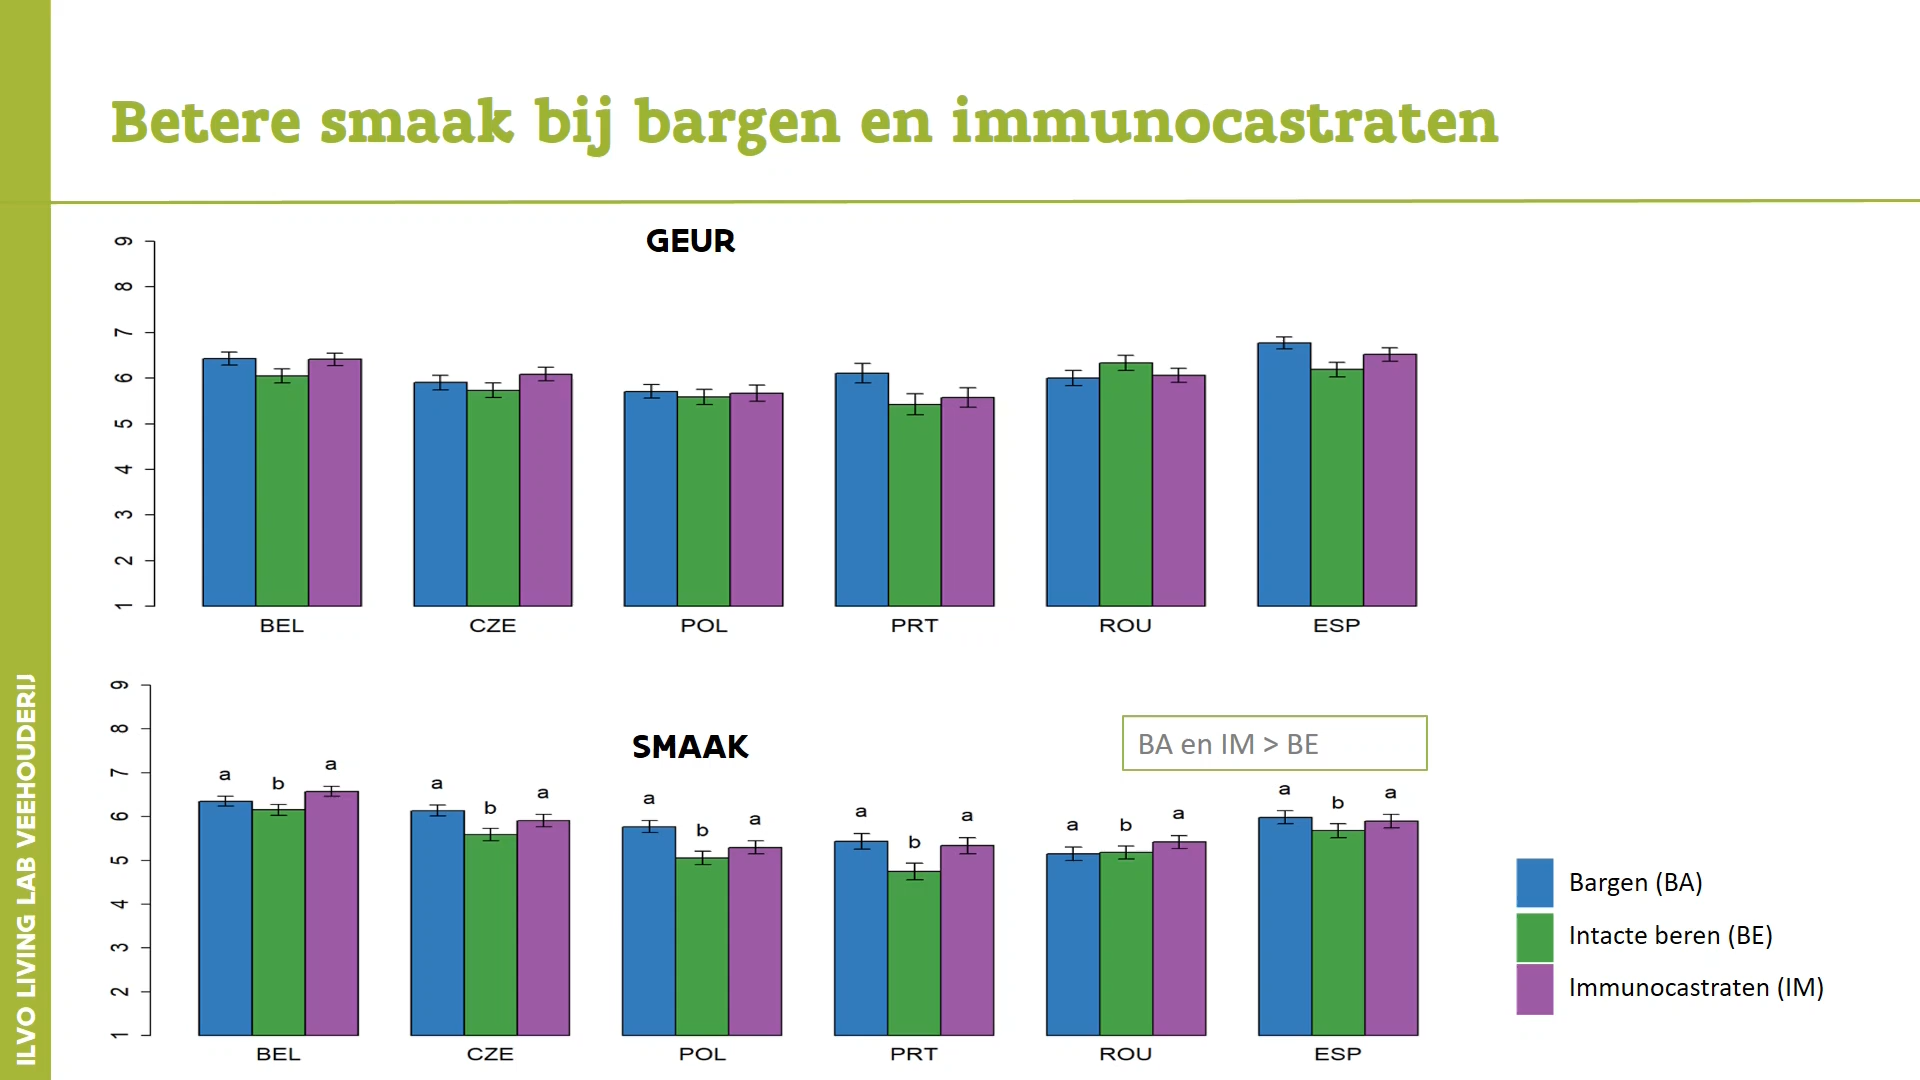 Betere smaak bij bargen en immunocastraten
GEUR
9
8
7
6
5
4
3
2
1
BEL CZE POL PRT ROU ESP
SMAAK
BA en IM > BE
9
8
7
6
5
4
3
2
1
a b a a b a a b a a b a a b a a b a
BEL CZE POL PRT ROU ESP
Bargen (BA)
Intacte beren (BE)
Immunocastraten (IM)
ILVO LIVING LAB VEEHOUDERIJ